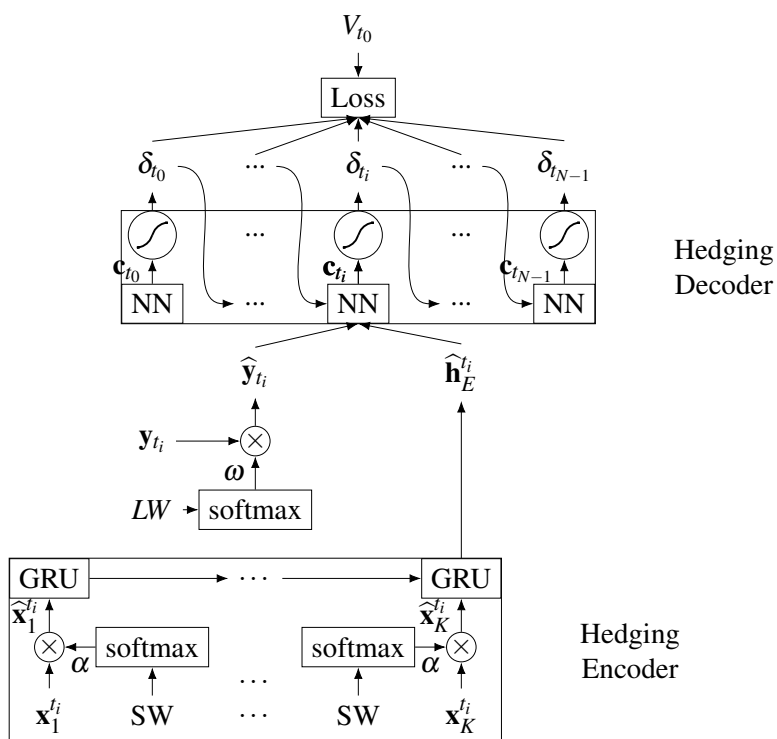 V_{t_0}
Loss
δ_{t_0} ... δ_{t_i} ... δ_{t_{N-1}}
... ...
c_{t_0} c_{t_i} c_{t_{N-1}}
NN ... NN ... NN
Hedging
Decoder
ŷ_{t_i} ĥ_E^{t_i}
y_{t_i} ×
ω
LW softmax
GRU ... GRU
x̂_1^{t_i} x̂_K^{t_i}
× α softmax softmax α ×
...
x_1^{t_i} SW ... SW x_K^{t_i}
Hedging
Encoder